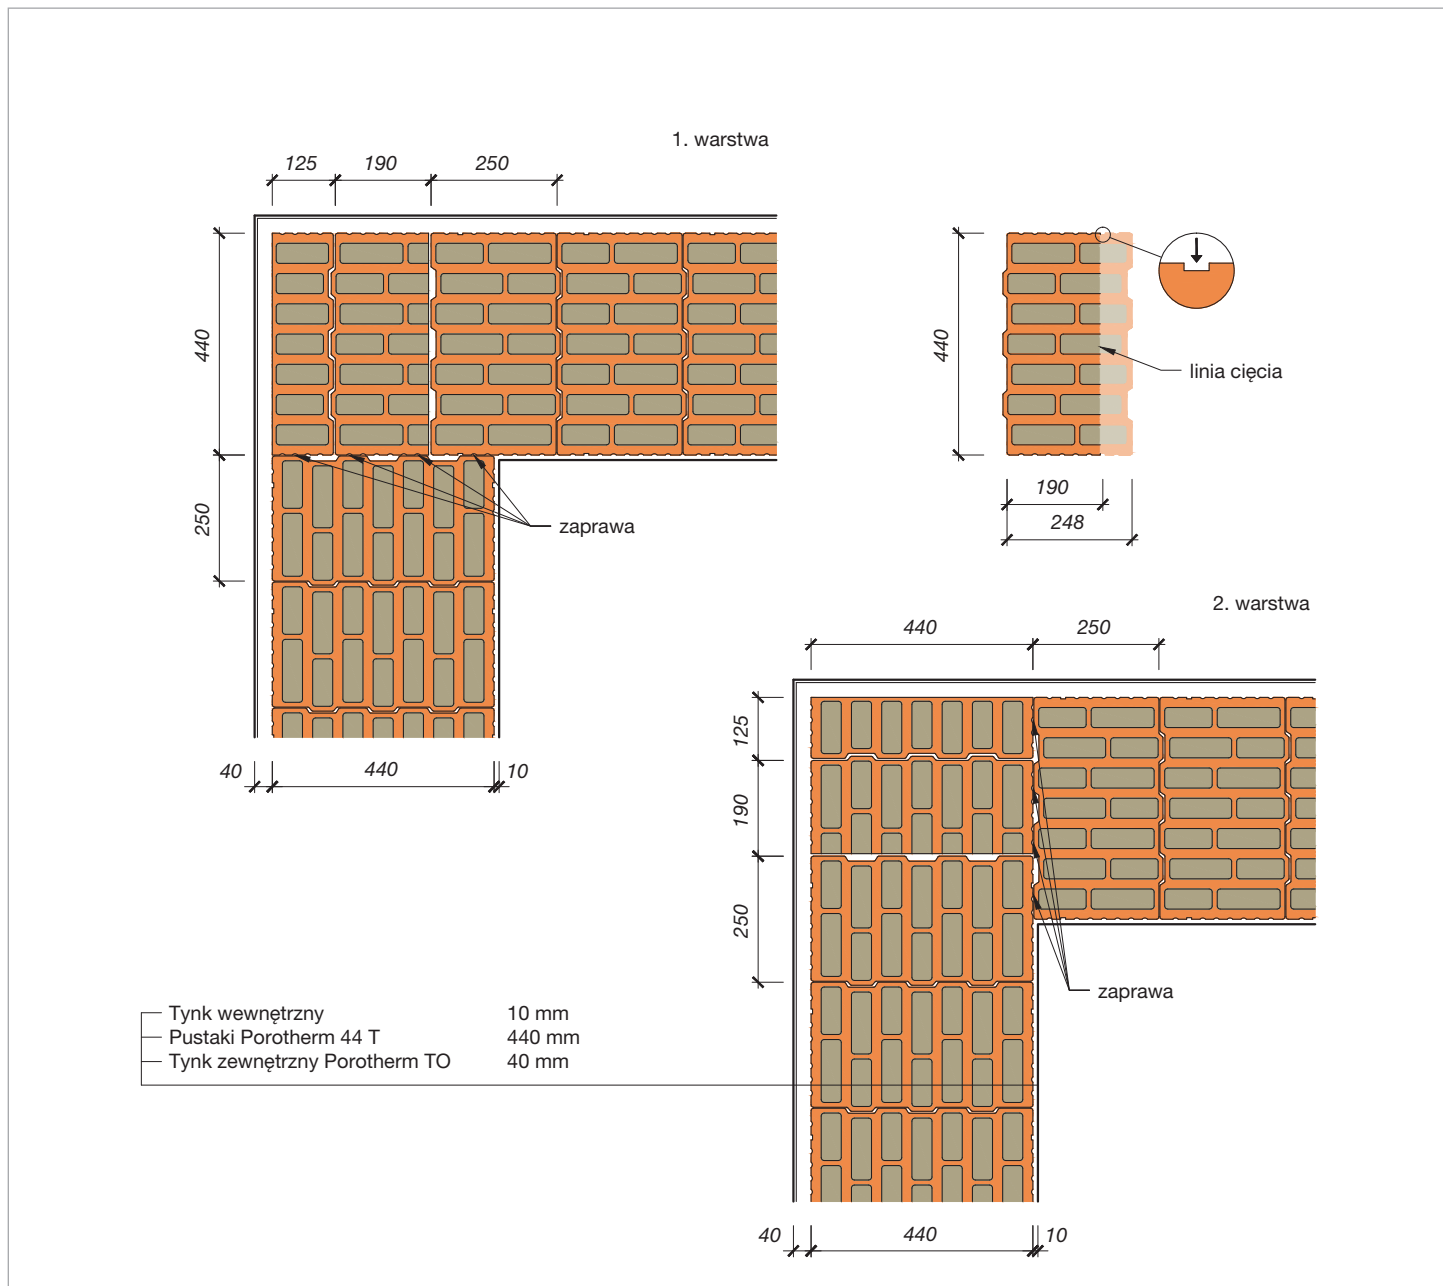 1. warstwa
125 190 250
440
250
zaprawa
40 440 10
440
linia cięcia
190
248
2. warstwa
440 250
125
190
250
zaprawa
40 440 10
Tynk wewnętrzny 10 mm
Pustaki Porotherm 44 T 440 mm
Tynk zewnętrzny Porotherm TO 40 mm